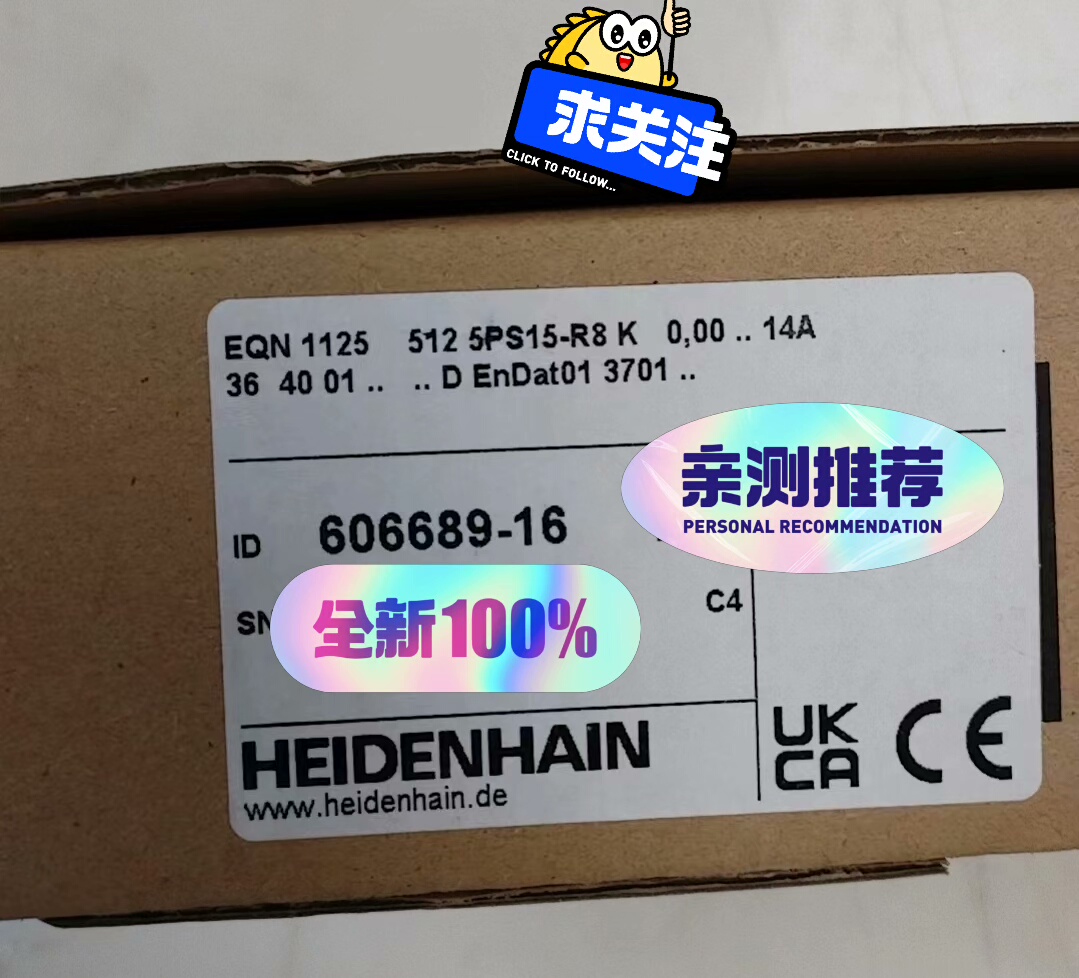 求关注
CLICK TO FOLLOW...
EQN 1125 512 5PS15-R8 K 0,00 .. 14A
36 40 01 .. .. D EnDat01 3701 ..
亲测推荐
PERSONAL RECOMMENDATION
ID 606689-16
SN
全新100%
C4
HEIDENHAIN
www.heidenhain.de
UK
CA
CE